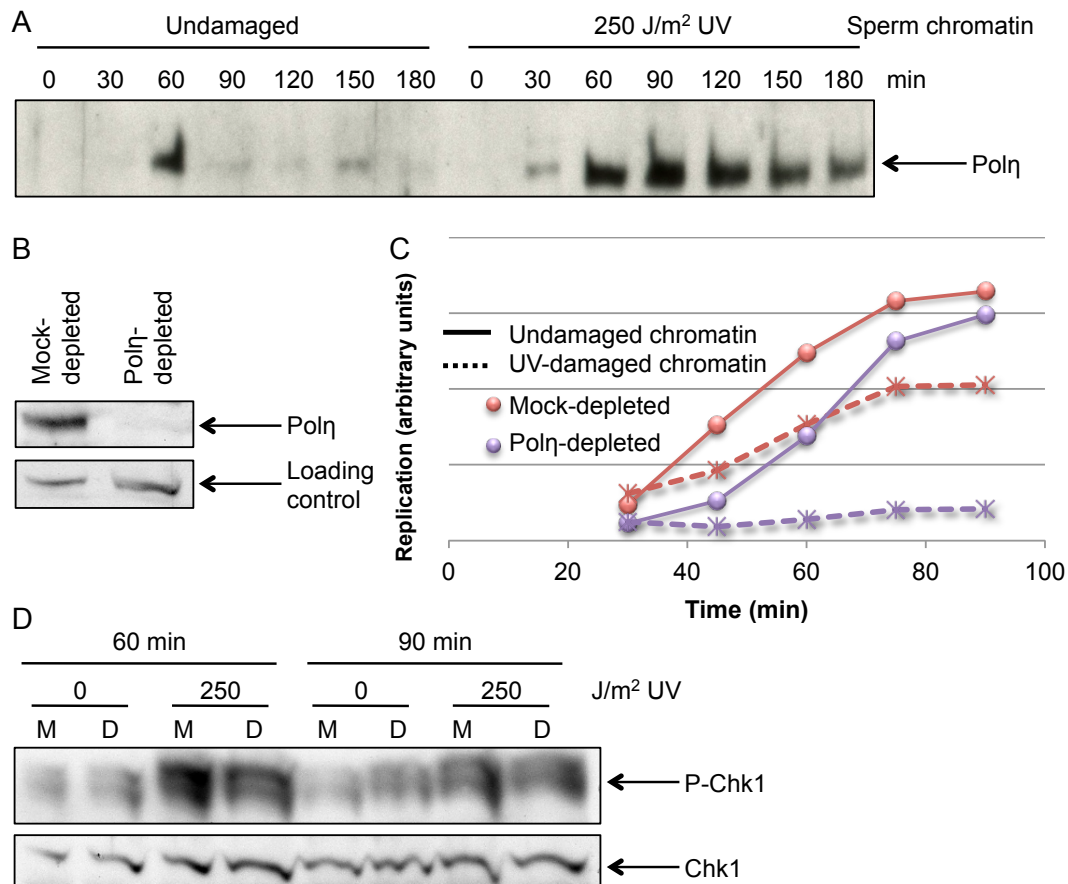 A
Undamaged 250 J/m² UV Sperm chromatin
0 30 60 90 120 150 180 0 30 60 90 120 150 180 min
Polη
B
Mock-
depleted
Polη-
depleted
Polη
Loading
control
C
Replication (arbitrary units)
Undamaged chromatin
UV-damaged chromatin
Mock-depleted
Polη-depleted
0 20 40 60 80 100
Time (min)
D
60 min 90 min
0 250 0 250 J/m² UV
M D M D M D M D
P-Chk1
Chk1